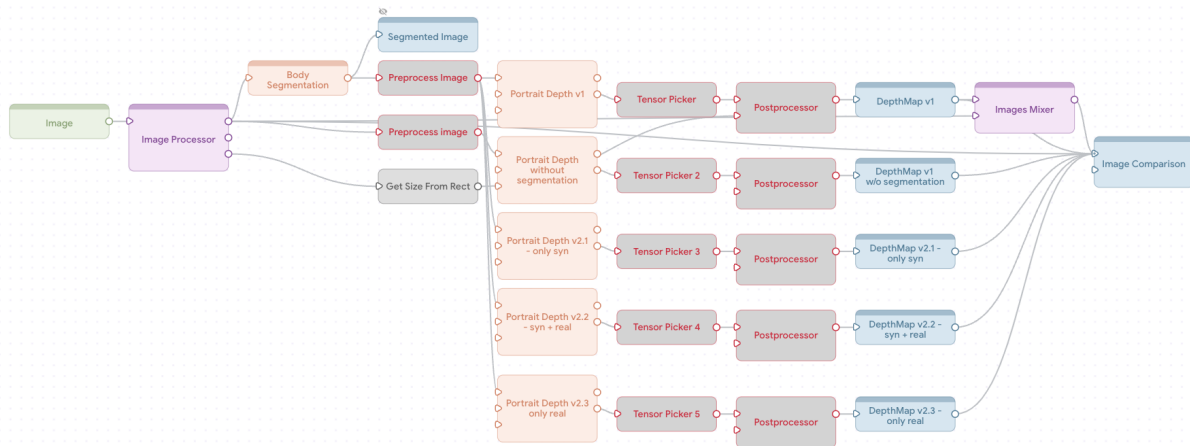 Segmented Image
Body
Segmentation
Preprocess Image
Image
Image Processor
Preprocess image
Get Size From Rect
Portrait Depth v1
Tensor Picker
Postprocessor
DepthMap v1
Images Mixer
Image Comparison
Portrait Depth
without
segmentation
Tensor Picker 2
Postprocessor
DepthMap v1
w/o segmentation
Portrait Depth v2.1
- only syn
Tensor Picker 3
Postprocessor
DepthMap v2.1 -
only syn
Portrait Depth v2.2
- syn + real
Tensor Picker 4
Postprocessor
DepthMap v2.2 -
syn + real
Portrait Depth v2.3
only real
Tensor Picker 5
Postprocessor
DepthMap v2.3 -
only real